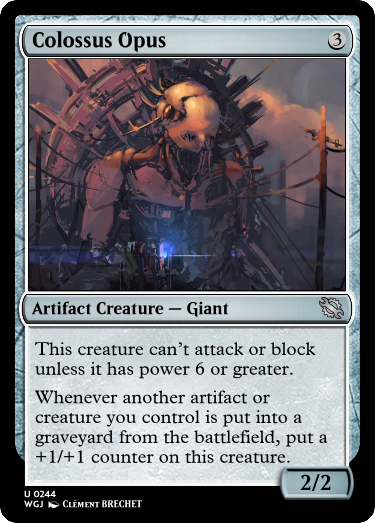 Colossus Opus
3
Artifact Creature — Giant
This creature can't attack or block
unless it has power 6 or greater.
Whenever another artifact or
creature you control is put into a
graveyard from the battlefield, put a
+1/+1 counter on this creature.
2/2
U 0244
WGJ Clément BRECHET